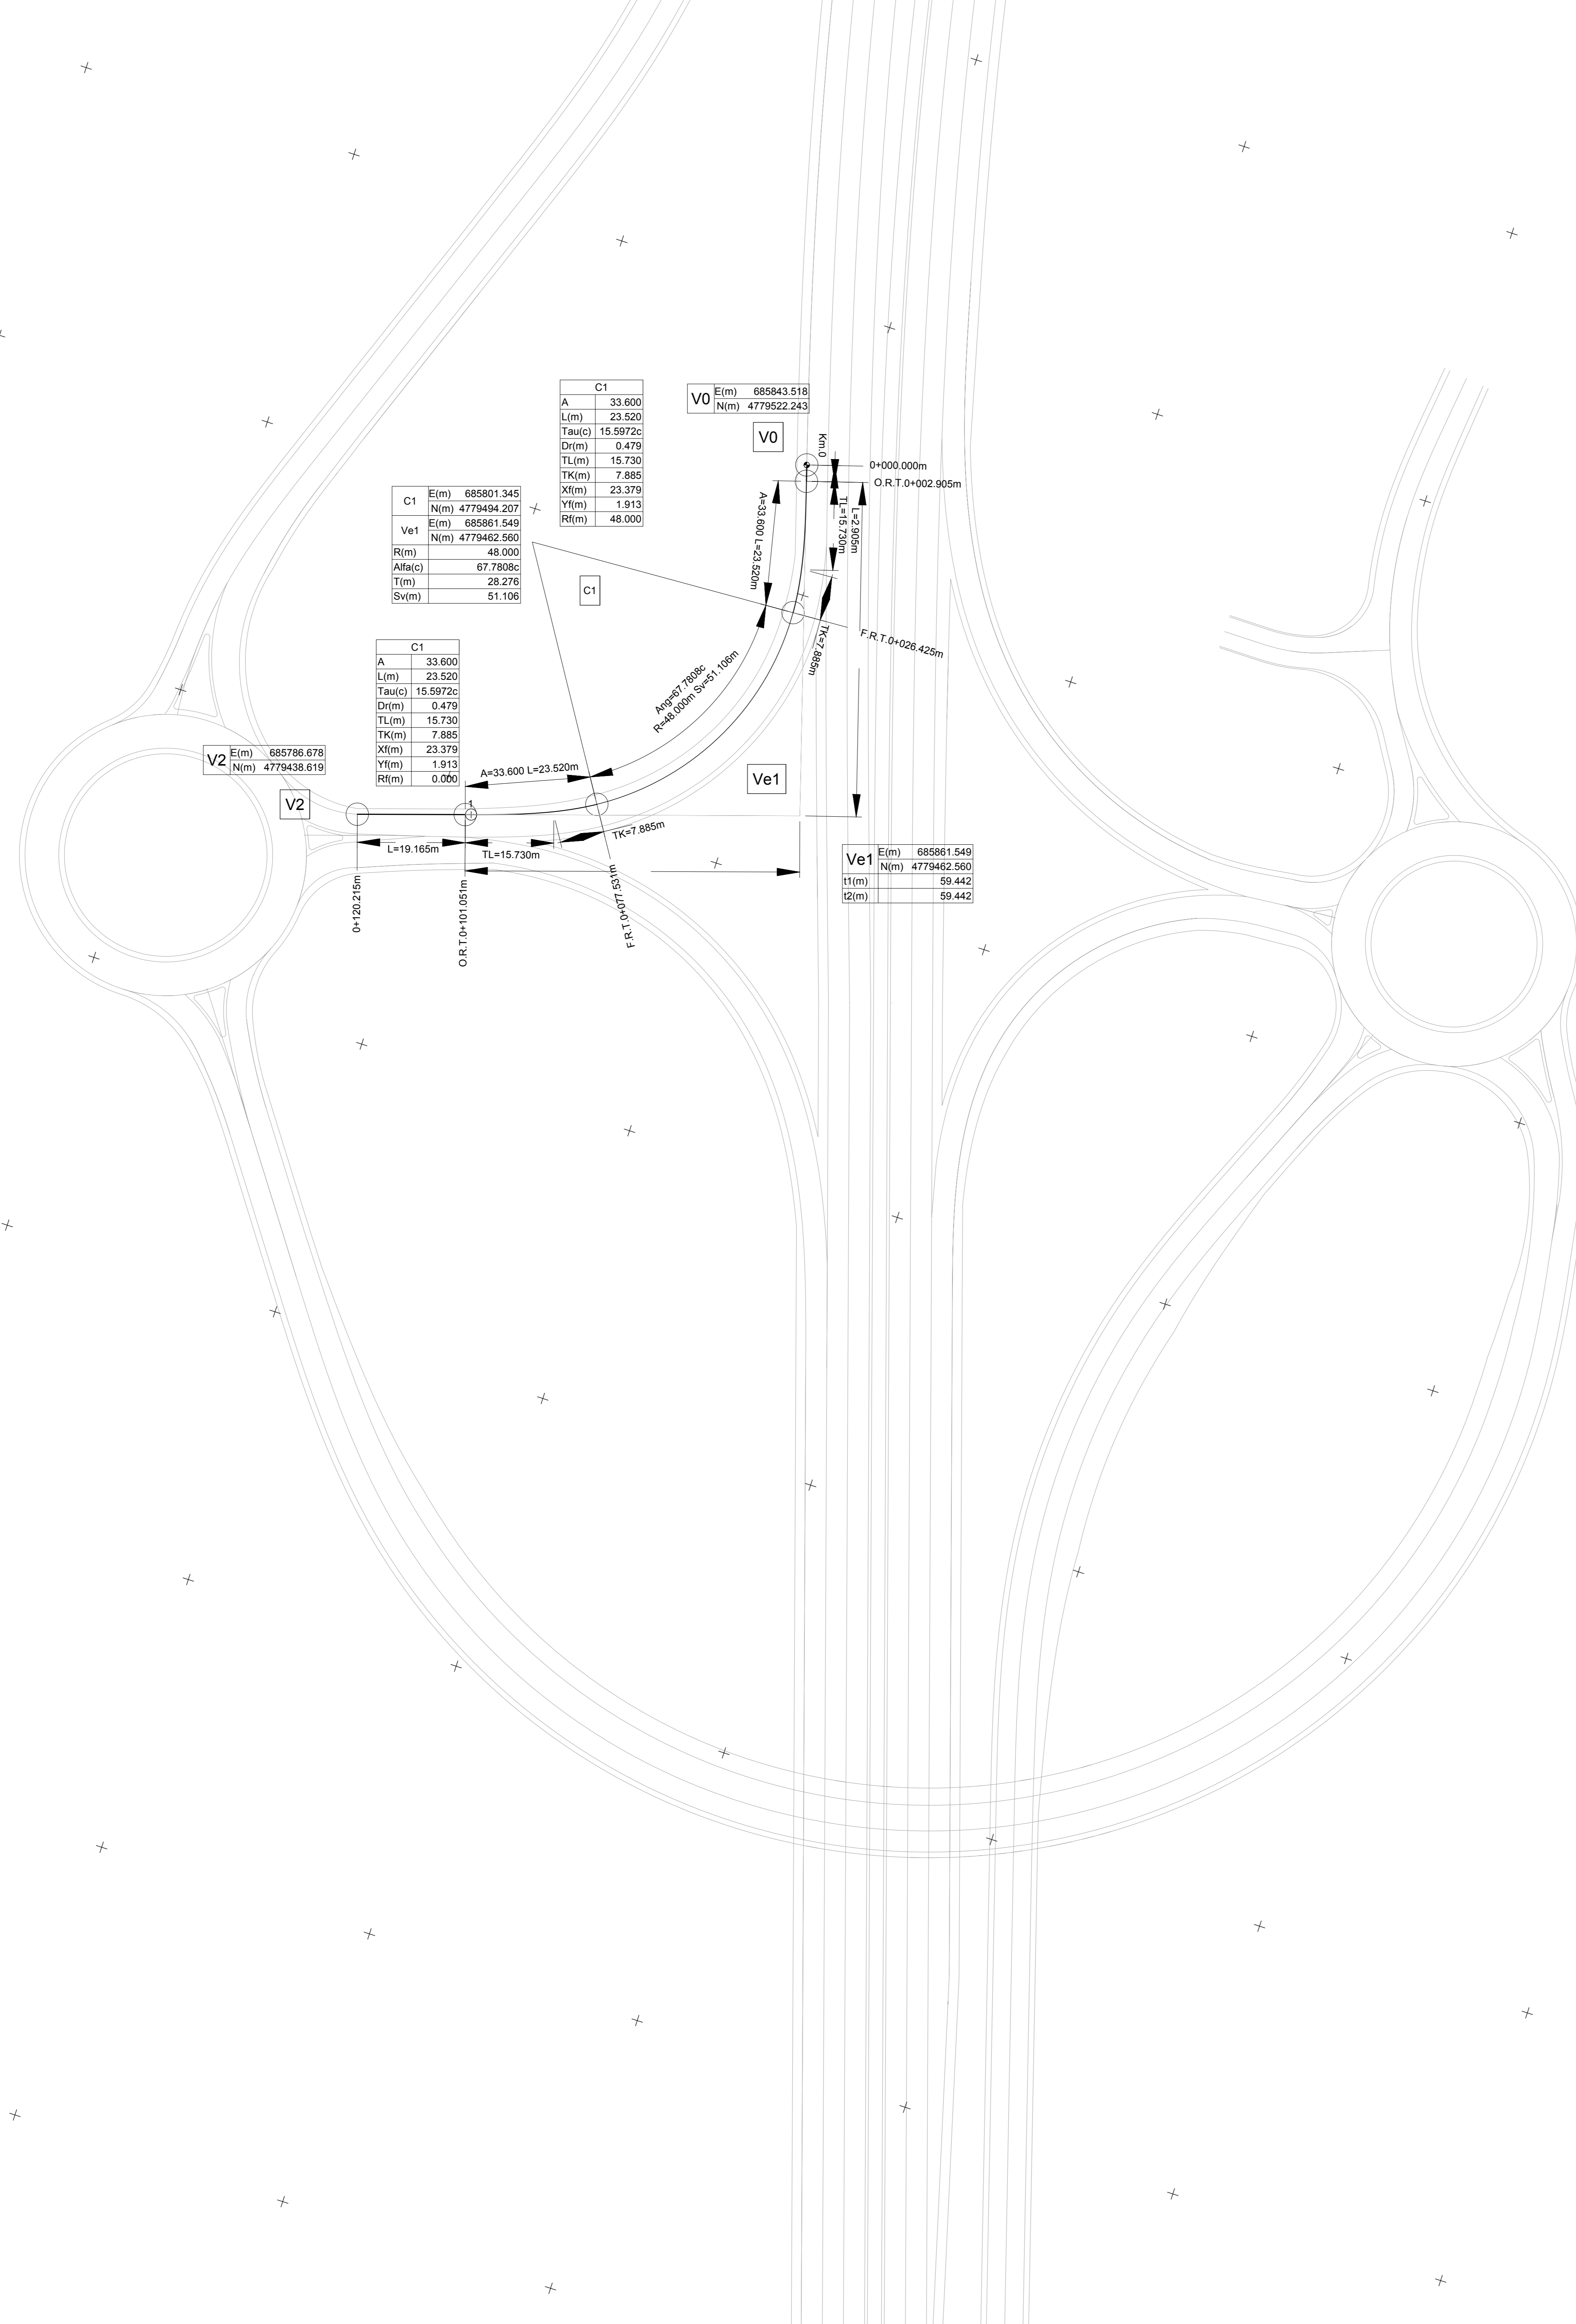 C1
A 33.600
L(m) 23.520
Tau(c) 15.5972c
Dr(m) 0.479
TL(m) 15.730
TK(m) 7.885
Xf(m) 23.379
Yf(m) 1.913
Rf(m) 48.000
V0 E(m) 685843.518
N(m) 4779522.243
V0
Km.0
0+000.000m
O.R.T.0+002.905m
L=2.905m
TL=15.730m
A=33.600 L=23.520m
C1 E(m) 685801.345
N(m) 4779494.207
Ve1 E(m) 685861.549
N(m) 4779462.560
R(m) 48.000
Alfa(c) 67.7808c
T(m) 28.276
Sv(m) 51.106
C1
F.R.T.0+026.425m
TK=7.885m
Ang=67.7808c
R=48.000m Sv=51.106m
C1
A 33.600
L(m) 23.520
Tau(c) 15.5972c
Dr(m) 0.479
TL(m) 15.730
TK(m) 7.885
Xf(m) 23.379
Yf(m) 1.913
Rf(m) 0.000
V2 E(m) 685786.678
N(m) 4779438.619
V2
A=33.600 L=23.520m
Ve1
1
TK=7.885m
L=19.165m
TL=15.730m
0+120.215m
O.R.T.0+101.051m
F.R.T.0+077.531m
Ve1 E(m) 685861.549
N(m) 4779462.560
t1(m) 59.442
t2(m) 59.442